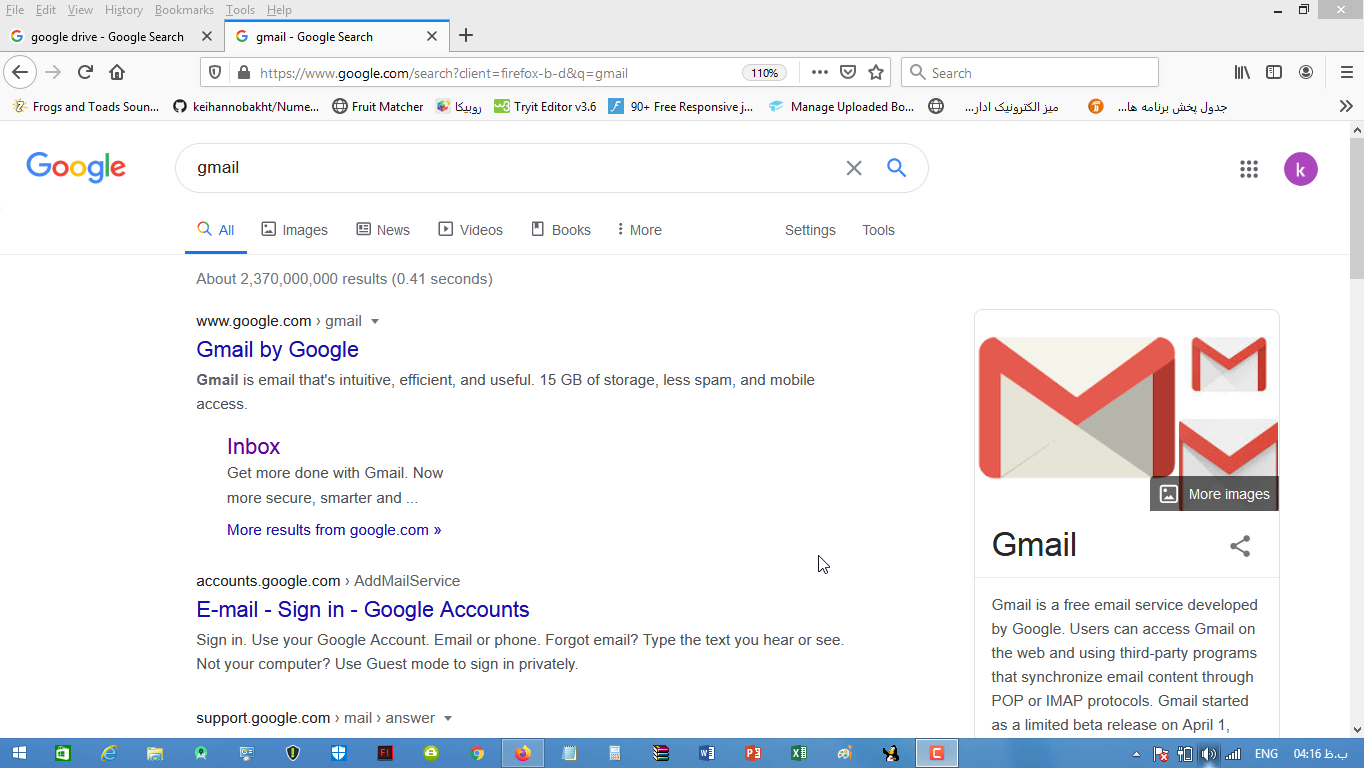 File Edit View History Bookmarks Tools Help
google drive - Google Search
gmail - Google Search
https://www.google.com/search?client=firefox-b-d&q=gmail
110%
Search
Frogs and Toads Soun...
keihannobakht/Nume...
Fruit Matcher
روبیکا
Tryit Editor v3.6
90+ Free Responsive j...
Manage Uploaded Bo...
میز الکترونیک ادار...
جدول پخش برنامه ها...
Google
gmail
k
All Images News Videos Books More Settings Tools
About 2,370,000,000 results (0.41 seconds)
www.google.com › gmail
Gmail by Google
Gmail is email that's intuitive, efficient, and useful. 15 GB of storage, less spam, and mobile
access.
Inbox
Get more done with Gmail. Now
more secure, smarter and ...
More results from google.com »
accounts.google.com › AddMailService
E-mail - Sign in - Google Accounts
Sign in. Use your Google Account. Email or phone. Forgot email? Type the text you hear or see.
Not your computer? Use Guest mode to sign in privately.
support.google.com › mail › answer
More images
Gmail
Gmail is a free email service developed
by Google. Users can access Gmail on
the web and using third-party programs
that synchronize email content through
POP or IMAP protocols. Gmail started
as a limited beta release on April 1,
ENG
04:16 ب.ظ